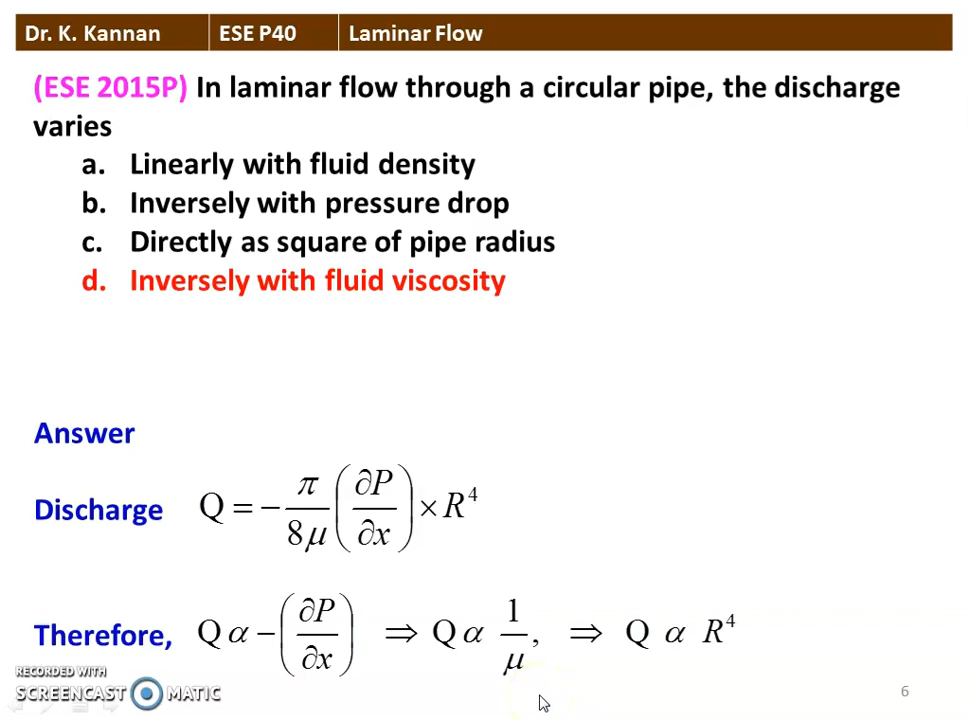 Dr. K. Kannan ESE P40 Laminar Flow
(ESE 2015P) In laminar flow through a circular pipe, the discharge
varies
a. Linearly with fluid density
b. Inversely with pressure drop
c. Directly as square of pipe radius
d. Inversely with fluid viscosity
Answer
Discharge Q = − π/8μ (∂P/∂x) × R⁴
Therefore, Q α − (∂P/∂x) ⇒ Q α 1/μ, ⇒ Q α R⁴
RECORDED WITH
SCREENCAST MATIC
6